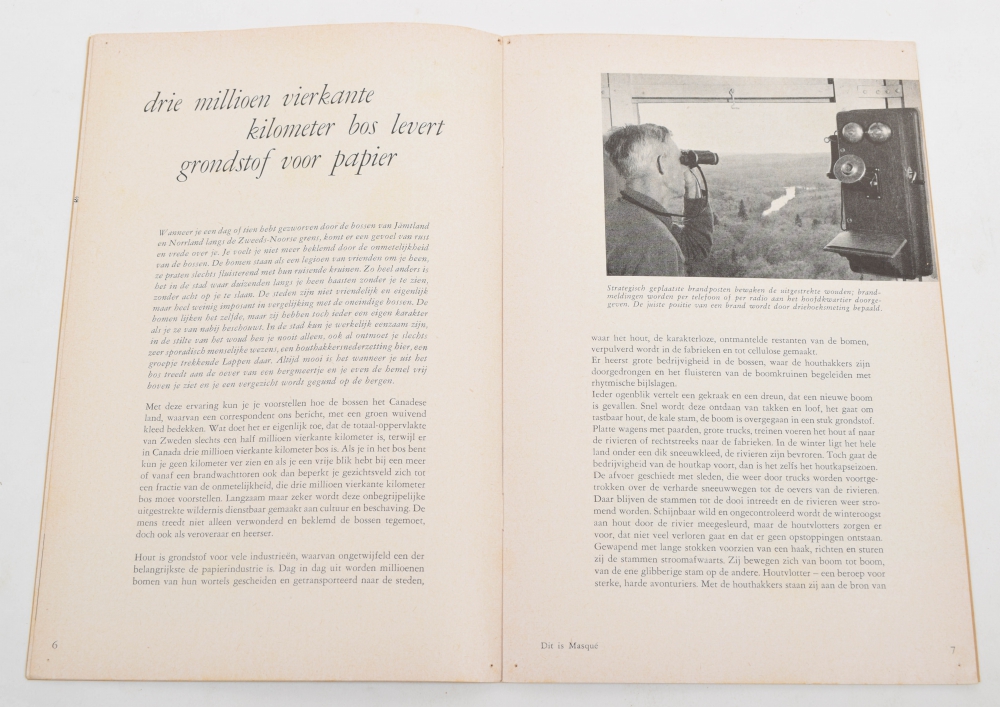 drie millioen vierkante
kilometer bos levert
grondstof voor papier
Wanneer je een dag of tien hebt gezworven door de bossen van Jämtland
en Norrland langs de Zweeds-Noorse grens, komt er een gevoel van rust
en vrede over je. Je voelt je niet meer beklemd door de onmetelijkheid
van de bossen. De bomen staan als een legioen van vrienden om je heen,
ze praten slechts fluisterend met hun ruisende kruinen. Zo heel anders is
het in de stad waar duizenden langs je heen haasten zonder je te zien,
zonder acht op je te slaan. De steden zijn niet vriendelijk en eigenlijk
maar heel weinig imposant in vergelijking met de oneindige bossen. De
bomen lijken het zelfde, maar zij hebben toch ieder een eigen karakter
als je ze van nabij beschouwt. In de stad kun je werkelijk eenzaam zijn,
in de stilte van het woud ben je nooit alleen, ook al ontmoet je slechts
zeer sporadisch menselijke wezens, een houthakkersnederzetting hier, een
groepje trekkende Lappen daar. Altijd mooi is het wanneer je uit het
bos treedt aan de oever van een bergmeertje en je even de hemel vrij
boven je ziet en je een vergezicht wordt gegund op de bergen.
Met deze ervaring kun je je voorstellen hoe de bossen het Canadese
land, waarvan een correspondent ons bericht, met een groen wuivend
kleed bedekken. Wat doet het er eigenlijk toe, dat de totaal-oppervlakte
van Zweden slechts een half millioen vierkante kilometer is, terwijl er
in Canada drie millioen vierkante kilometer bos is. Als je in het bos bent
kun je geen kilometer ver zien en als je een vrije blik hebt bij een meer
of vanaf een brandwachttoren ook dan beperkt je gezichtsveld zich tot
een fractie van de onmetelijkheid, die drie millioen vierkante kilometer
bos moet voorstellen. Langzaam maar zeker wordt deze onbegrijpelijke
uitgestrekte wildernis dienstbaar gemaakt aan cultuur en beschaving. De
mens treedt niet alleen verwonderd en beklemd de bossen tegemoet,
doch ook als veroveraar en heerser.
Hout is grondstof voor vele industrieën, waarvan ongetwijfeld een der
belangrijkste de papierindustrie is. Dag in dag uit worden millioenen
bomen van hun wortels gescheiden en getransporteerd naar de steden,
6
Strategisch geplaatste brandposten bewaken de uitgestrekte wouden; brand-
meldingen worden per telefoon of per radio aan het hoofdkwartier doorge-
geven. De juiste positie van een brand wordt door driehoeksmeting bepaald.
waar het hout, de karakterloze, ontmantelde restanten van de bomen,
verpulverd wordt in de fabrieken en tot cellulose gemaakt.
Er heerst grote bedrijvigheid in de bossen, waar de houthakkers zijn
doorgedrongen en het fluisteren van de boomkruinen begeleiden met
rhytmische bijlslagen.
Ieder ogenblik vertelt een gekraak en een dreun, dat een nieuwe boom
is gevallen. Snel wordt deze ontdaan van takken en loof, het gaat om
tastbaar hout, de kale stam, de boom is overgegaan in een stuk grondstof.
Platte wagens met paarden, grote trucks, treinen voeren het hout af naar
de rivieren of rechtstreeks naar de fabrieken. In de winter ligt het hele
land onder een dik sneeuwkleed, de rivieren zijn bevroren. Toch gaat de
bedrijvigheid van de houtkap voort, dan is het zelfs het houtkapseizoen.
De afvoer geschiedt met sleden, die weer door trucks worden voortge-
trokken over de verharde sneeuwwegen tot de oevers van de rivieren.
Daar blijven de stammen tot de dooi intreedt en de rivieren weer stro-
mend worden. Schijnbaar wild en ongecontroleerd wordt de winteroogst
aan hout door de rivier meegesleurd, maar de houtvlotters zorgen er
voor, dat niet veel verloren gaat en dat er geen opstoppingen ontstaan.
Gewapend met lange stokken voorzien van een haak, richten en sturen
zij de stammen stroomafwaarts. Zij bewegen zich van boom tot boom,
van de ene glibberige stam op de andere. Houtvlotter – een beroep voor
sterke, harde avonturiers. Met de houthakkers staan zij aan de bron van
Dit is Masqué
7